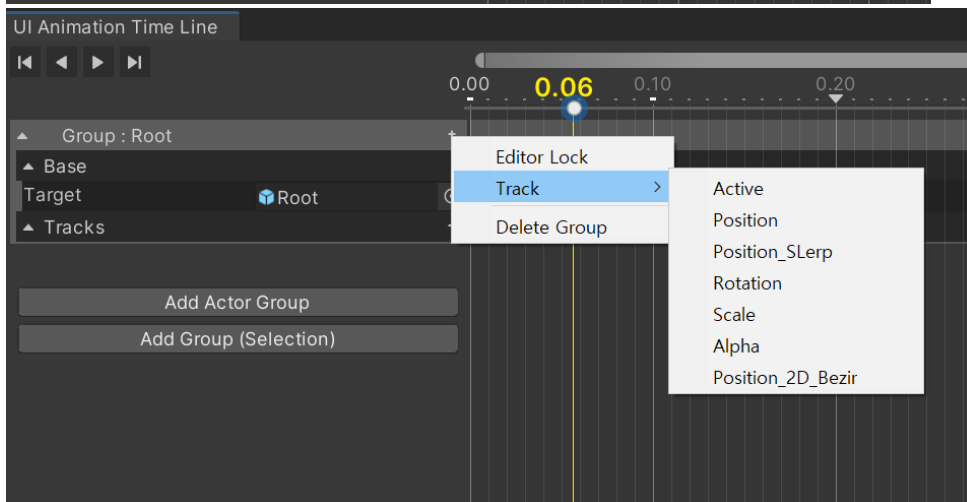 UI Animation Time Line
0.00 0.06 0.10 0.20
Group : Root
Base
Target Root
Tracks
Add Actor Group
Add Group (Selection)
Editor Lock
Track
Delete Group
Active
Position
Position_SLerp
Rotation
Scale
Alpha
Position_2D_Bezir